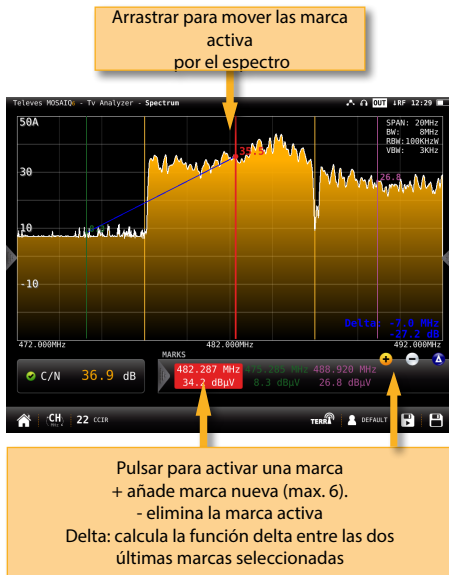 Arrastrar para mover las marca
activa
por el espectro
Televes MOSAIQ6 - Tv Analyzer - Spectrum
OUT RF 12:29
50A
SPAN: 20MHz
BW: 8MHz
RBW:100KHzW
VBW: 3KHz
35.5
30
26.8
10
-10
Delta: -7.0 MHz
-27.2 dB
472.000MHz 482.000MHz 492.000MHz
MARKS
+ - Δ
C/N 36.9 dB
482.287 MHz 475.285 MHz 488.920 MHz
34.2 dBµV 8.3 dBµV 26.8 dBµV
CH 22 CCIR TERR DEFAULT
MHz
Pulsar para activar una marca
+ añade marca nueva (max. 6).
- elimina la marca activa
Delta: calcula la función delta entre las dos
últimas marcas seleccionadas